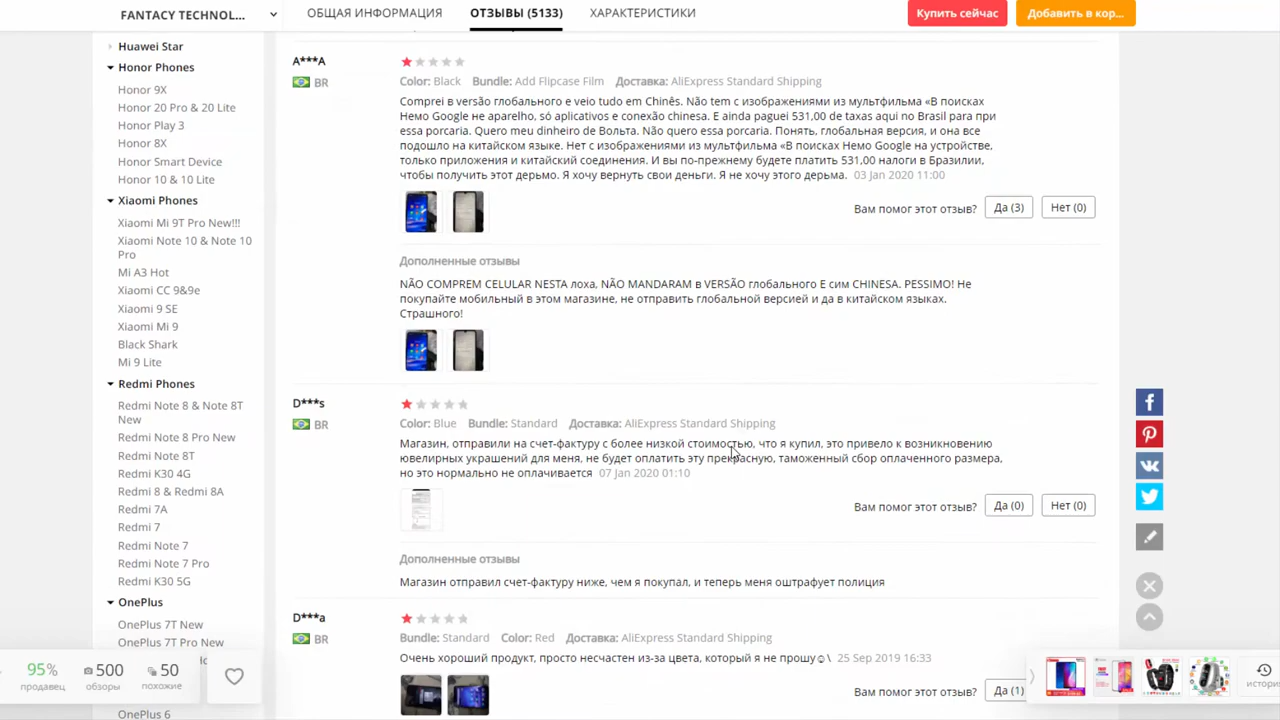 FANTACY TECHNOL...
ОБЩАЯ ИНФОРМАЦИЯ
ОТЗЫВЫ (5133)
ХАРАКТЕРИСТИКИ
Купить сейчас
Добавить в кор...
Huawei Star
Honor Phones
Honor 9X
Honor 20 Pro & 20 Lite
Honor Play 3
Honor 8X
Honor Smart Device
Honor 10 & 10 Lite
Xiaomi Phones
Xiaomi Mi 9T Pro New!!!
Xiaomi Note 10 & Note 10
Pro
Mi A3 Hot
Xiaomi CC 9&9e
Xiaomi 9 SE
Xiaomi Mi 9
Black Shark
Mi 9 Lite
Redmi Phones
Redmi Note 8 & Note 8T
New
Redmi Note 8 Pro New
Redmi Note 8T
Redmi K30 4G
Redmi 8 & Redmi 8A
Redmi 7A
Redmi 7
Redmi Note 7
Redmi Note 7 Pro
Redmi K30 5G
OnePlus
OnePlus 7T New
OnePlus 7T Pro New
OnePlus 6
A***A
BR
Color: Black Bundle: Add Flipcase Film Доставка: AliExpress Standard Shipping
Comprei в versão глобального e veio tudo em Chinês. Não tem с изображениями из мультфильма «В поисках
Немо Google не aparelho, só aplicativos e conexão chinesa. E ainda paguei 531,00 de taxas aqui no Brasil para при
essa porcaria. Quero meu dinheiro de Вольта. Não quero essa porcaria. Понять, глобальная версия, и она все
подошло на китайском языке. Нет с изображениями из мультфильма «В поисках Немо Google на устройстве,
только приложения и китайский соединения. И вы по-прежнему будете платить 531,00 налоги в Бразилии,
чтобы получить этот дерьмо. Я хочу вернуть свои деньги. Я не хочу этого дерьма. 03 Jan 2020 11:00
Вам помог этот отзыв? Да (3) Нет (0)
Дополненные отзывы
NÃO COMPREM CELULAR NESTA лоха, NÃO MANDARAM в VERSÃO глобального E сим CHINESA. PESSIMO! Не
покупайте мобильный в этом магазине, не отправить глобальной версией и да в китайском языках.
Страшного!
D***s
BR
Color: Blue Bundle: Standard Доставка: AliExpress Standard Shipping
Магазин, отправили на счет-фактуру с более низкой стоимостью, что я купил, это привело к возникновению
ювелирных украшений для меня, не будет оплатить эту прекрасную, таможенный сбор оплаченного размера,
но это нормально не оплачивается 07 Jan 2020 01:10
Вам помог этот отзыв? Да (0) Нет (0)
Дополненные отзывы
Магазин отправил счет-фактуру ниже, чем я покупал, и теперь меня оштрафует полиция
D***a
BR
Bundle: Standard Color: Red Доставка: AliExpress Standard Shipping
Очень хороший продукт, просто несчастен из-за цвета, который я не прошу☺\ 25 Sep 2019 16:33
Вам помог этот отзыв? Да (1)
95%
продавец
500
обзоры
50
похожие
истори